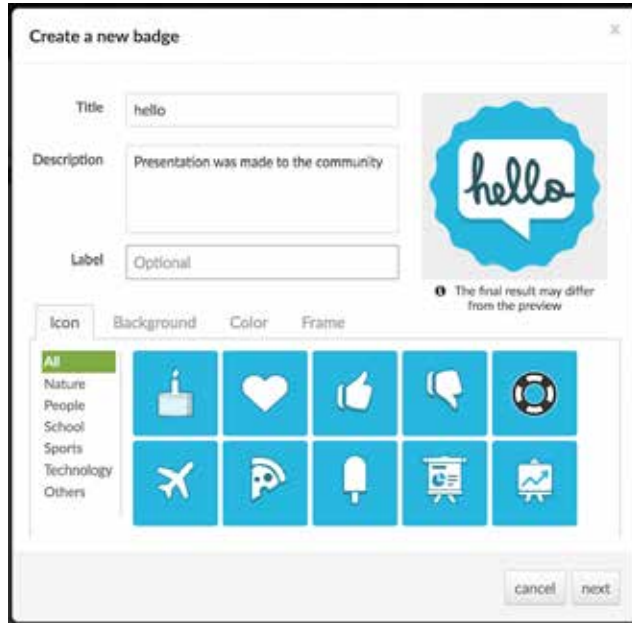 Create a new badge
x
Title
hello
Description
Presentation was made to the community
Label
Optional
hello
The final result may differ
from the preview
Icon
Background
Color
Frame
All
Nature
People
School
Sports
Technology
Others
cancel
next